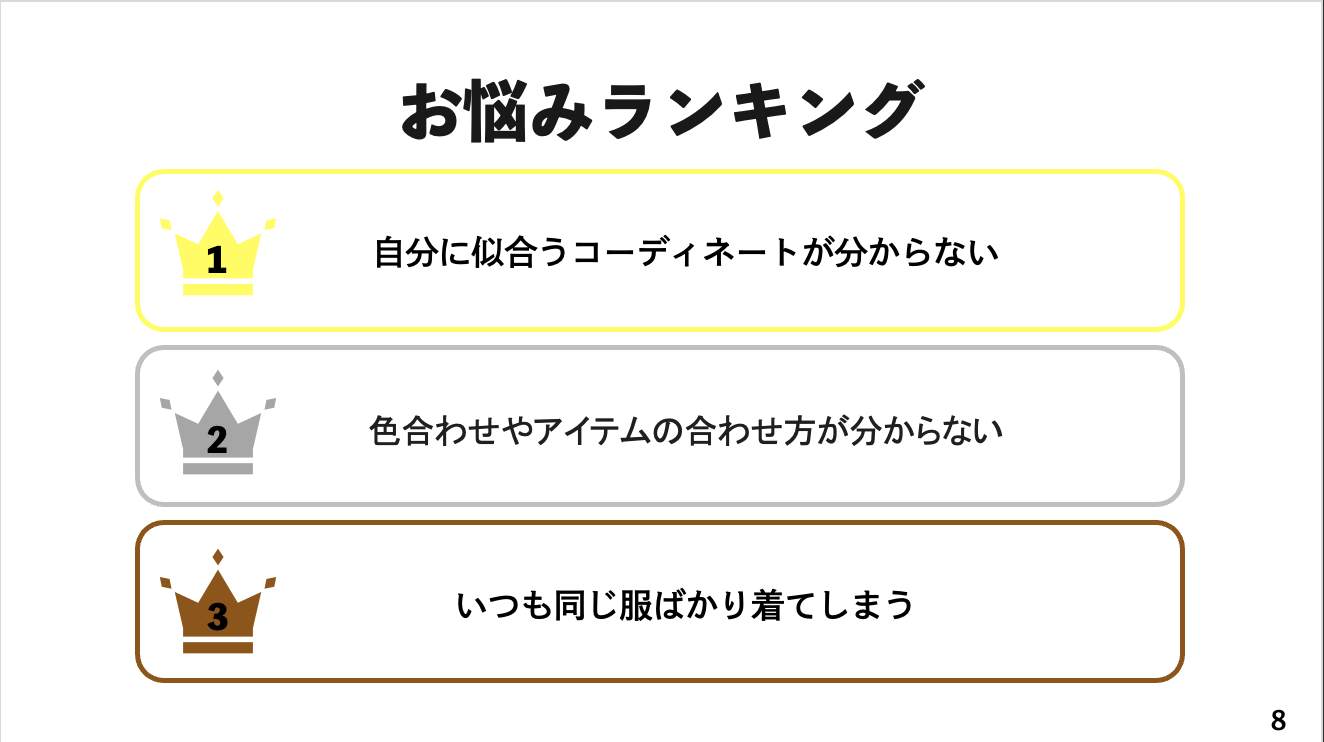 お悩みランキング
1
自分に似合うコーディネートが分からない
2
色合わせやアイテムの合わせ方が分からない
3
いつも同じ服ばかり着てしまう
8